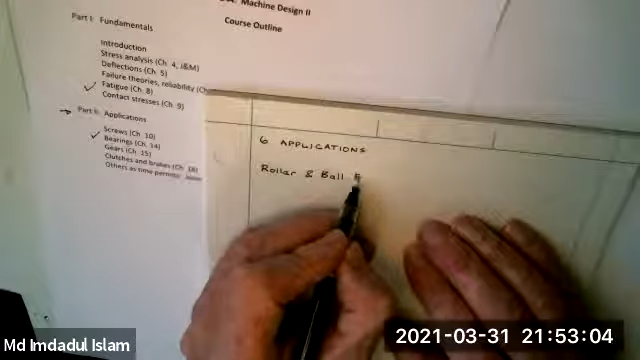 Machine Design II
Course Outline
Part I: Fundamentals
Introduction
Stress analysis (Ch. 4, J&M)
Deflections (Ch. 5)
Failure theories, reliability (Ch
Fatigue (Ch. 8)
Contact stresses (Ch. 9)
Part II: Applications
Screws (Ch. 10)
Bearings (Ch. 14)
Gears (Ch. 15)
Clutches and brakes (Ch. 18)
Others as time permits
6 APPLICATIONS
Roller & Ball
Md Imdadul Islam
2021-03-31 21:53:04